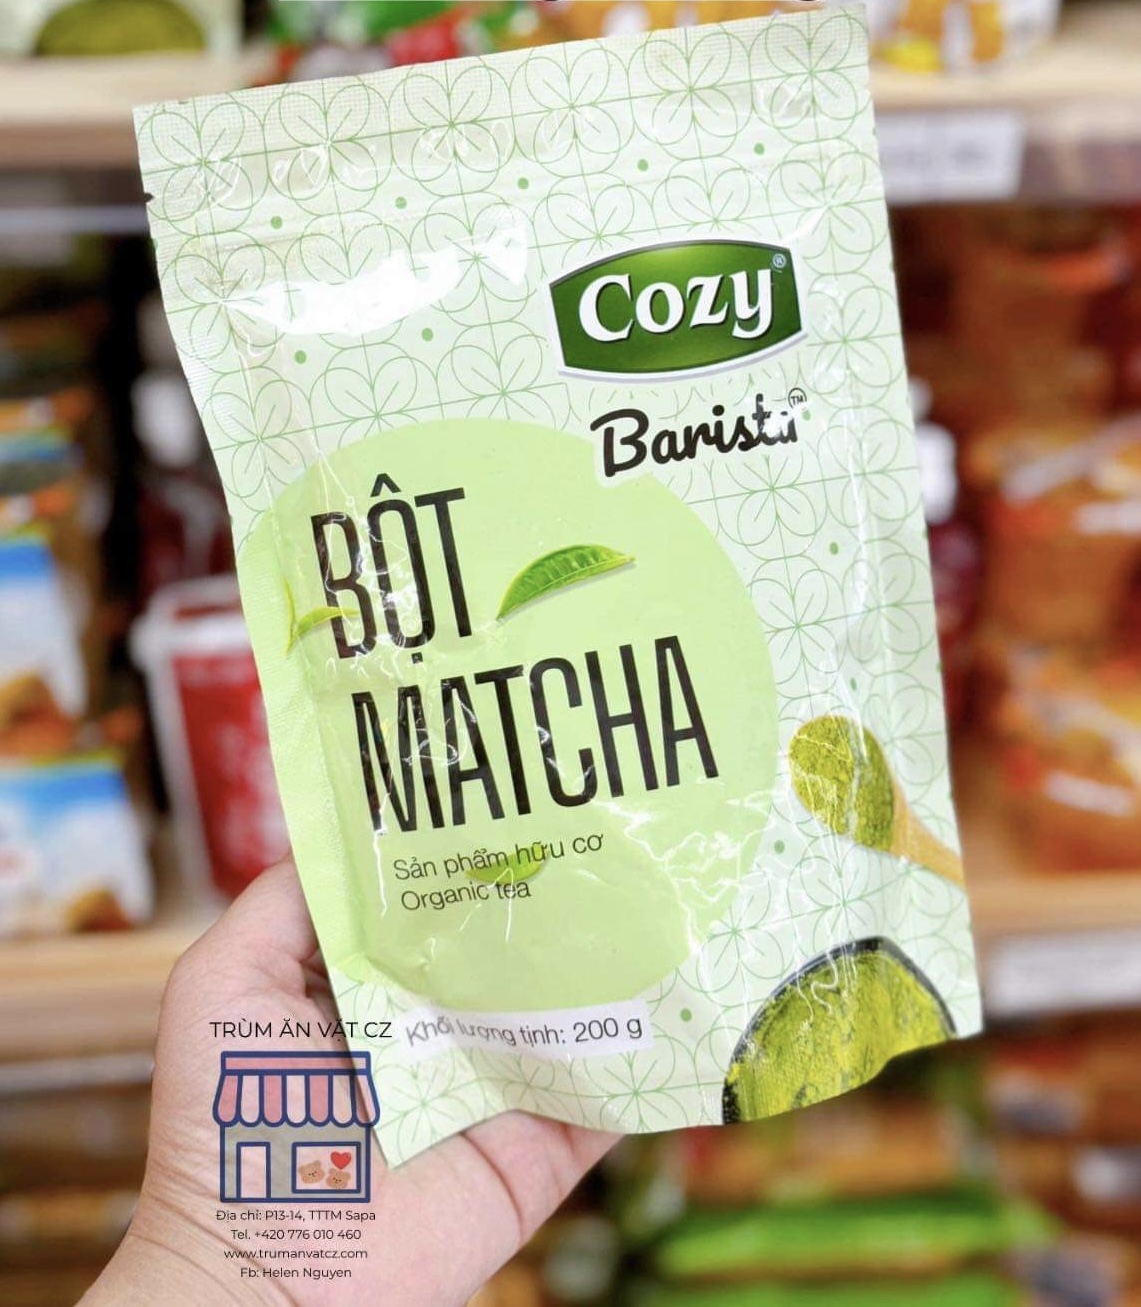 Cozy®
Barista™
BỘT
MATCHA
Sản phẩm hữu cơ
Organic tea
Khối lượng tịnh: 200 g
TRÙM ĂN VẶT CZ
Địa chỉ: P13-14, TTTM Sapa
Tel. +420 776 010 460
www.trumanvatcz.com
Fb: Helen Nguyen